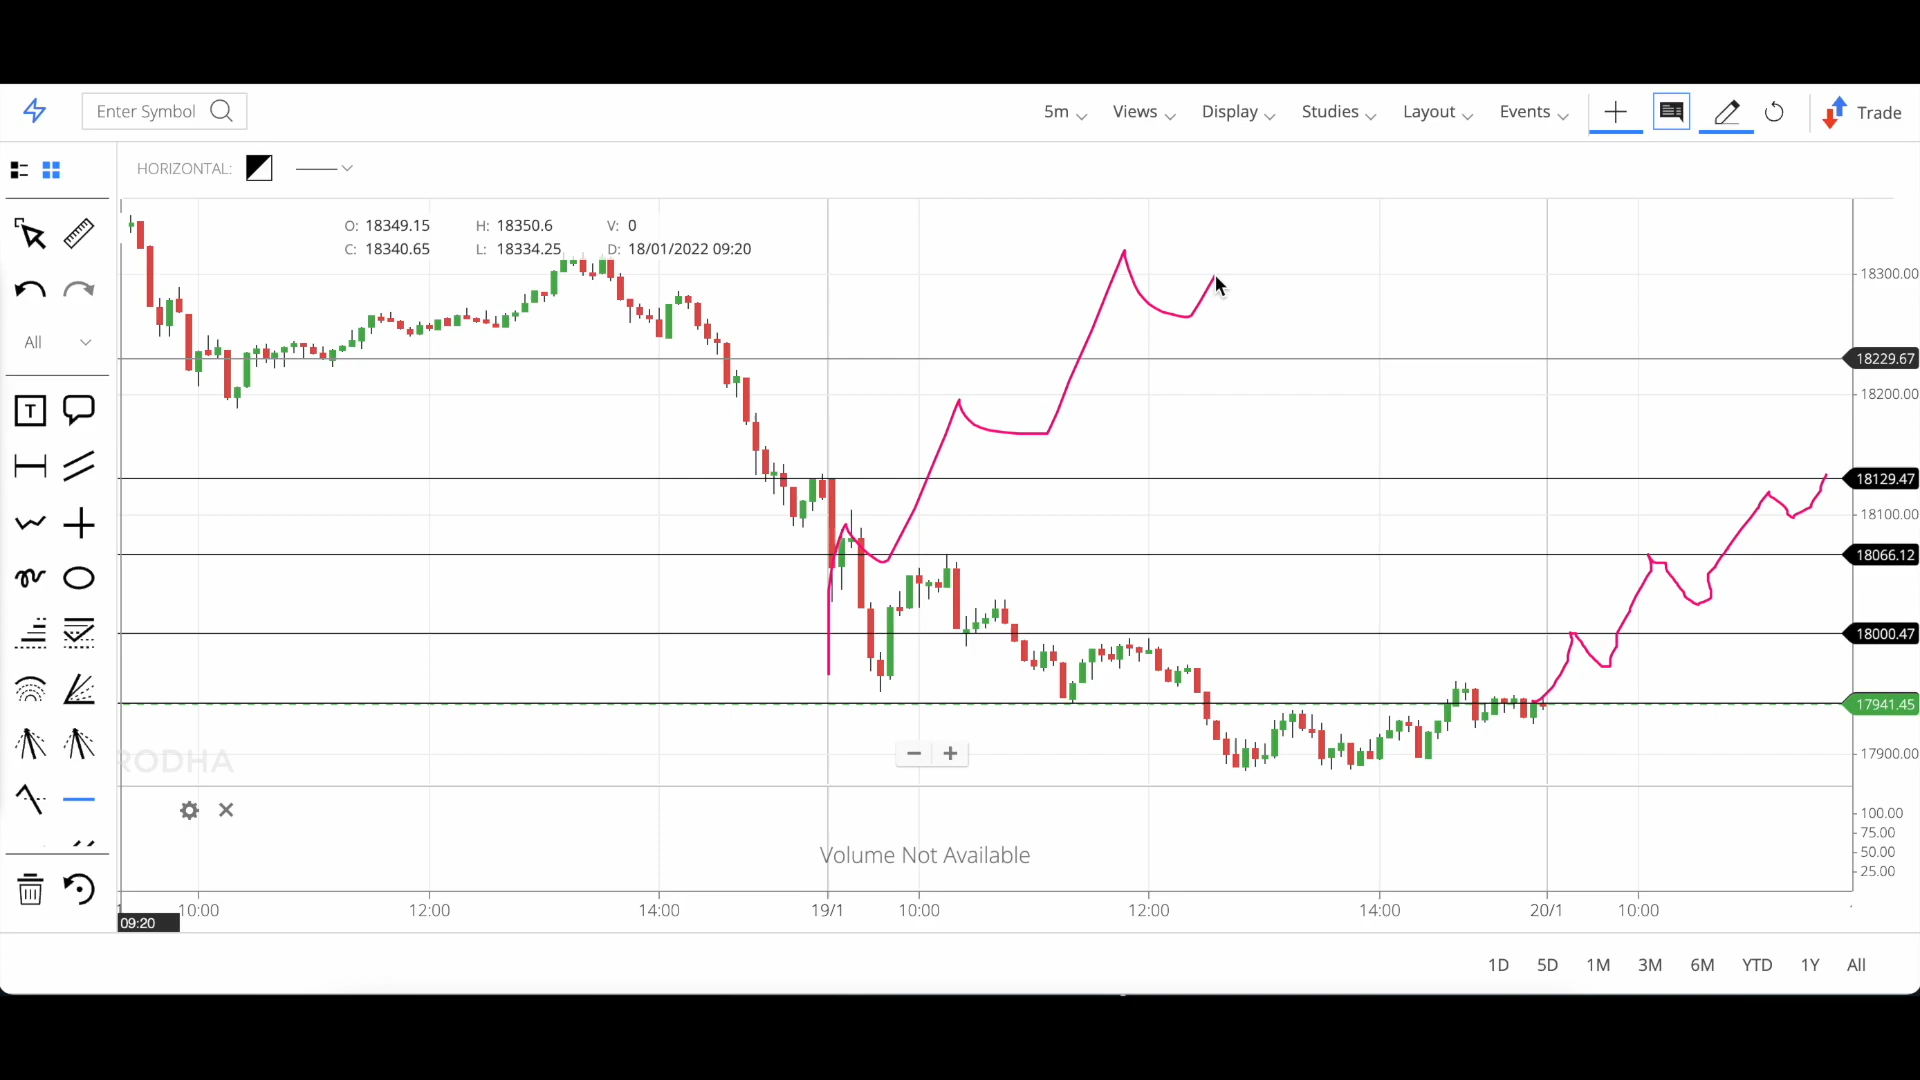 Enter Symbol
5m Views Display Studies Layout Events Trade
HORIZONTAL:
O: 18349.15 H: 18350.6 V: 0
C: 18340.65 L: 18334.25 D: 18/01/2022 09:20
All
T
18300.00
18229.67
18200.00
18129.47
18100.00
18066.12
18000.47
17941.45
17900.00
RODHA
100.00
75.00
50.00
25.00
Volume Not Available
10:00 12:00 14:00 19/1 10:00 12:00 14:00 20/1 10:00
09:20
1D 5D 1M 3M 6M YTD 1Y All